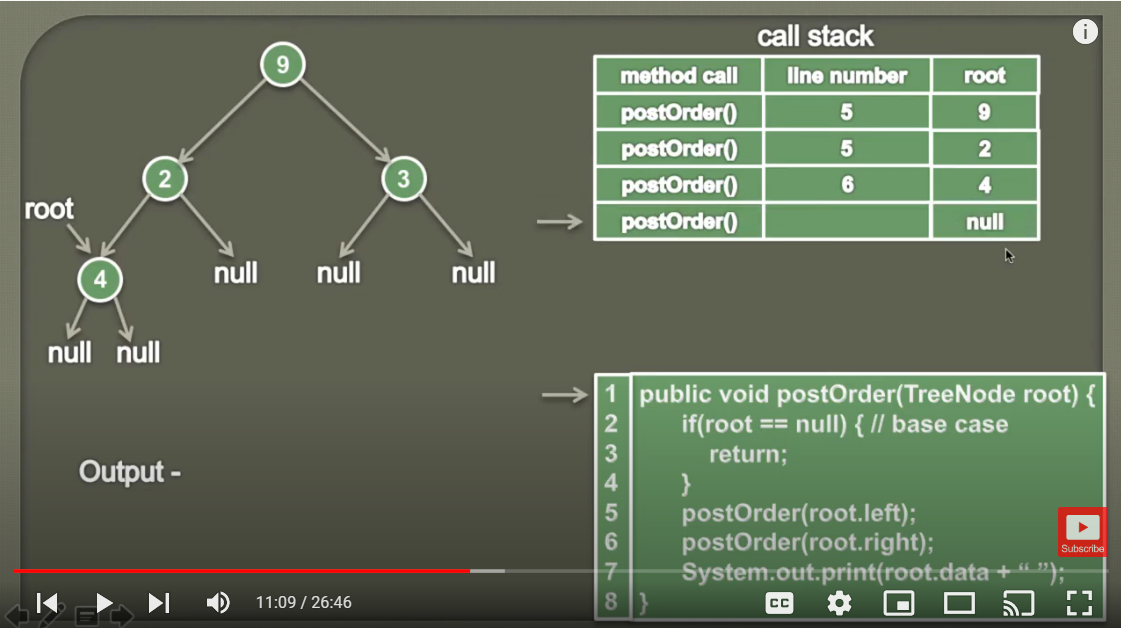 call stack
method call line number root
postOrder() 5 9
postOrder() 5 2
postOrder() 6 4
postOrder() null
9
2 3
root
4 null null null
null null
Output -
1 public void postOrder(TreeNode root) {
2 if(root == null) { // base case
3 return;
4 }
5 postOrder(root.left);
6 postOrder(root.right);
7 System.out.print(root.data + “ ”);
8 }
Subscribe
11:09 / 26:46
CC
i